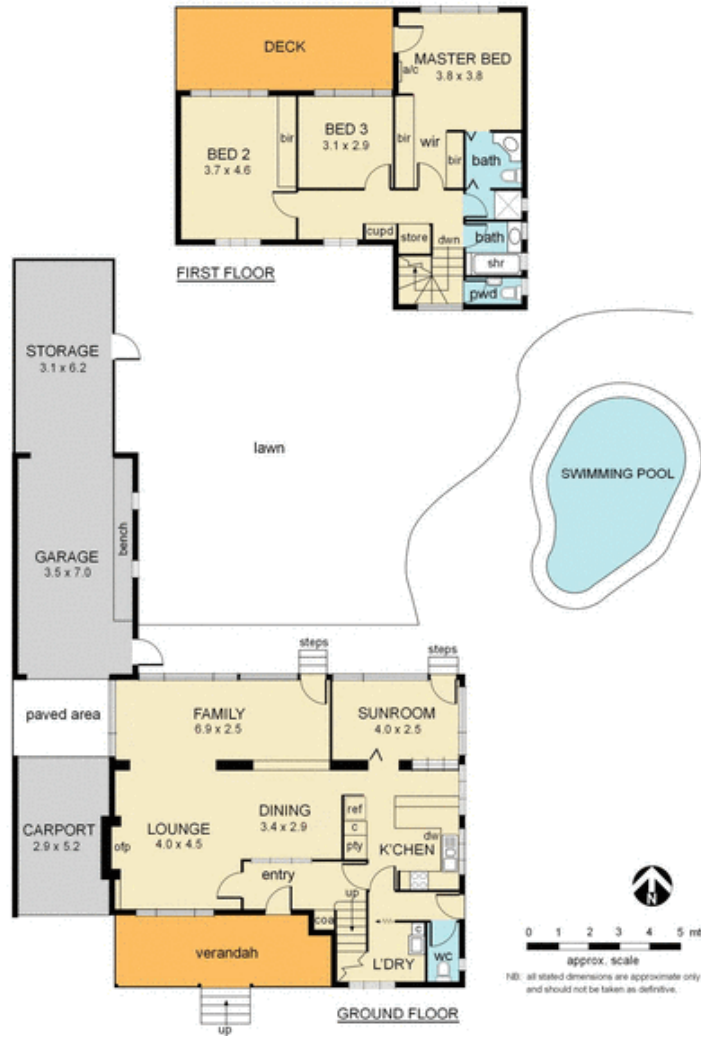 DECK
MASTER BED
3.8 x 3.8
a/c
BED 2
3.7 x 4.6
bir
BED 3
3.1 x 2.9
bir
wir
bir
bath
cupd
store
dwn
bath
shr
pwd
FIRST FLOOR
STORAGE
3.1 x 6.2
lawn
SWIMMING POOL
GARAGE
3.5 x 7.0
bench
steps
steps
paved area
FAMILY
6.9 x 2.5
SUNROOM
4.0 x 2.5
CARPORT
2.9 x 5.2
ofp
LOUNGE
4.0 x 4.5
DINING
3.4 x 2.9
ref
c
pty
dw
K'CHEN
entry
up
coa
c
L'DRY
wc
verandah
up
GROUND FLOOR
N
0 1 2 3 4 5 mt
approx. scale
NB: all stated dimensions are approximate only
and should not be taken as definitive.